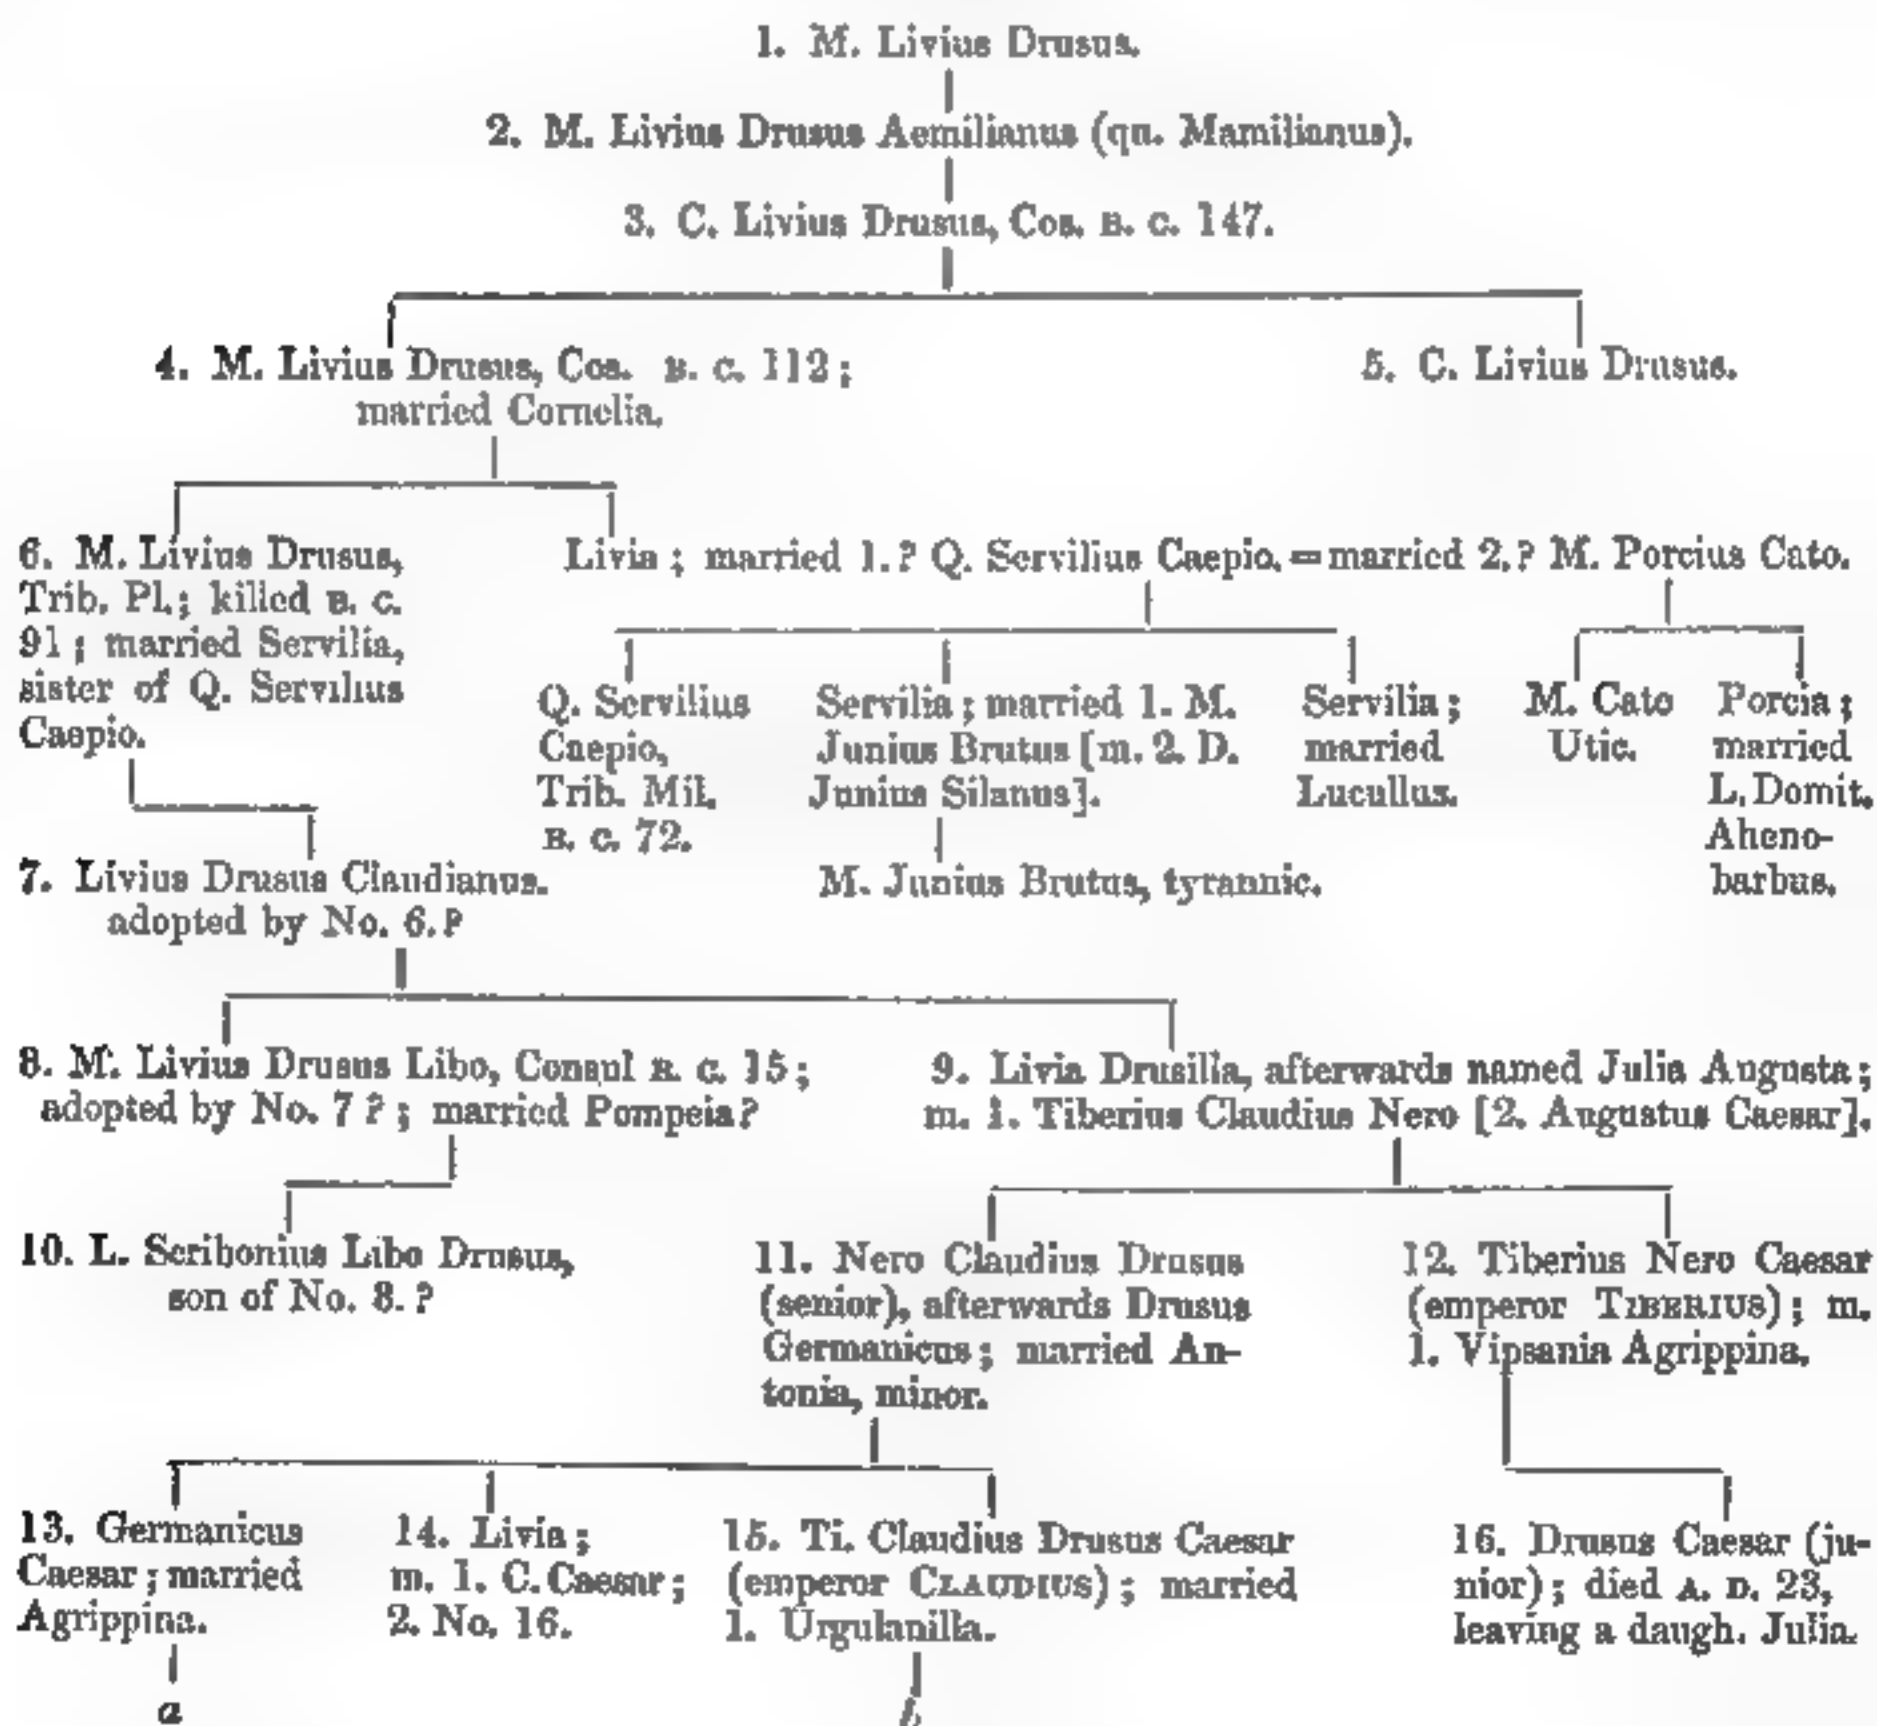 1. M. Livius Drusus.
2. M. Livius Drusus Aemilianus (qu. Mamilianus).
3. C. Livius Drusus, Cos. B. C. 147.
4. M. Livius Drusus, Cos. B. C. 112;
married Cornelia.
5. C. Livius Drusus.
6. M. Livius Drusus,
Trib. Pl.; killed B. C.
91; married Servilia,
sister of Q. Servilius
Caepio.
Livia; married 1.? Q. Servilius Caepio.=married 2.? M. Porcius Cato.
Q. Servilius
Caepio,
Trib. Mil.
B. C. 72.
Servilia; married 1. M.
Junius Brutus [m. 2. D.
Junius Silanus].
Servilia;
married
Lucullus.
M. Cato
Utic.
Porcia;
married
L. Domit.
Aheno-
barbus.
7. Livius Drusus Claudianus.
adopted by No. 6.?
M. Junius Brutus, tyrannic.
8. M. Livius Drusus Libo, Consul B. C. 15;
adopted by No. 7?; married Pompeia?
9. Livia Drusilla, afterwards named Julia Augusta;
m. 1. Tiberius Claudius Nero [2. Augustus Caesar].
10. L. Scribonius Libo Drusus,
son of No. 8.?
11. Nero Claudius Drusus
(senior), afterwards Drusus
Germanicus; married An-
tonia, minor.
12. Tiberius Nero Caesar
(emperor TIBERIUS); m.
1. Vipsania Agrippina.
13. Germanicus
Caesar; married
Agrippina.
14. Livia;
m. 1. C. Caesar;
2. No. 16.
15. Ti. Claudius Drusus Caesar
(emperor CLAUDIUS); married
1. Urgulanilla.
16. Drusus Caesar (ju-
nior); died A. D. 23,
leaving a daugh. Julia.
a